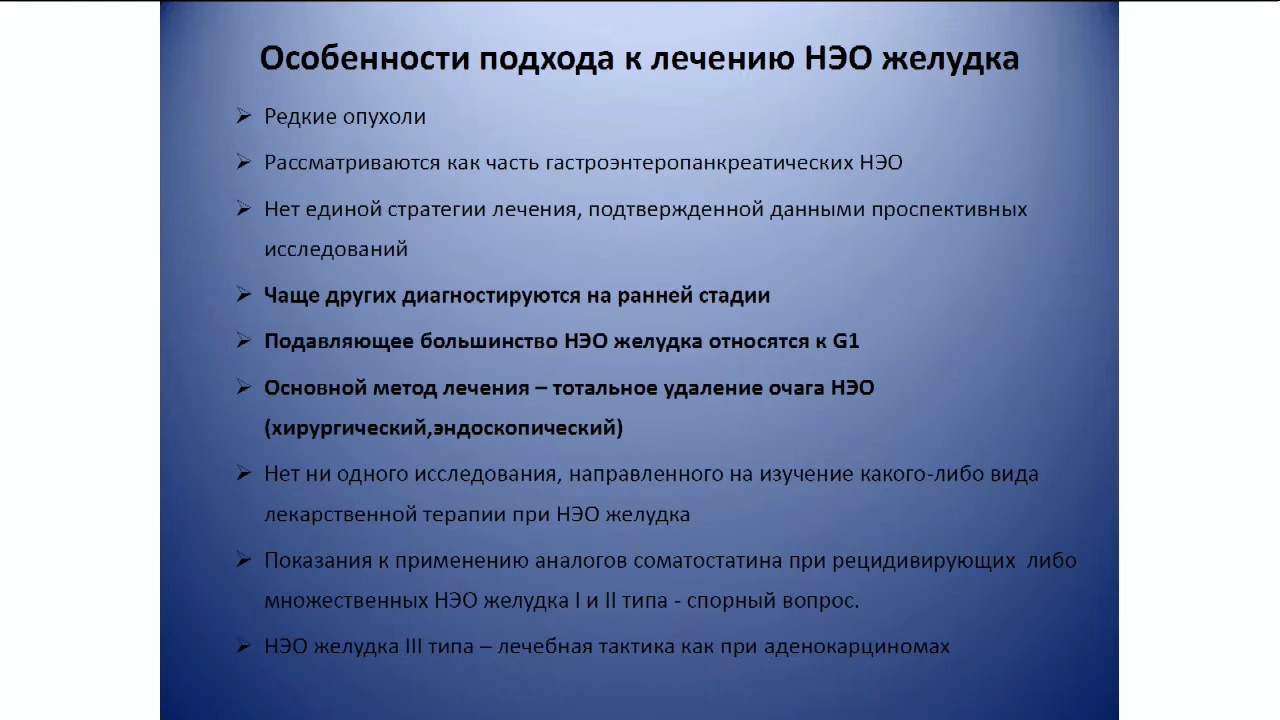 Особенности подхода к лечению НЭО желудка
Редкие опухоли
Рассматриваются как часть гастроэнтеропанкреатических НЭО
Нет единой стратегии лечения, подтвержденной данными проспективных
исследований
Чаще других диагностируются на ранней стадии
Подавляющее большинство НЭО желудка относятся к G1
Основной метод лечения – тотальное удаление очага НЭО
(хирургический,эндоскопический)
Нет ни одного исследования, направленного на изучение какого-либо вида
лекарственной терапии при НЭО желудка
Показания к применению аналогов соматостатина при рецидивирующих либо
множественных НЭО желудка I и II типа - спорный вопрос.
НЭО желудка III типа – лечебная тактика как при аденокарциномах